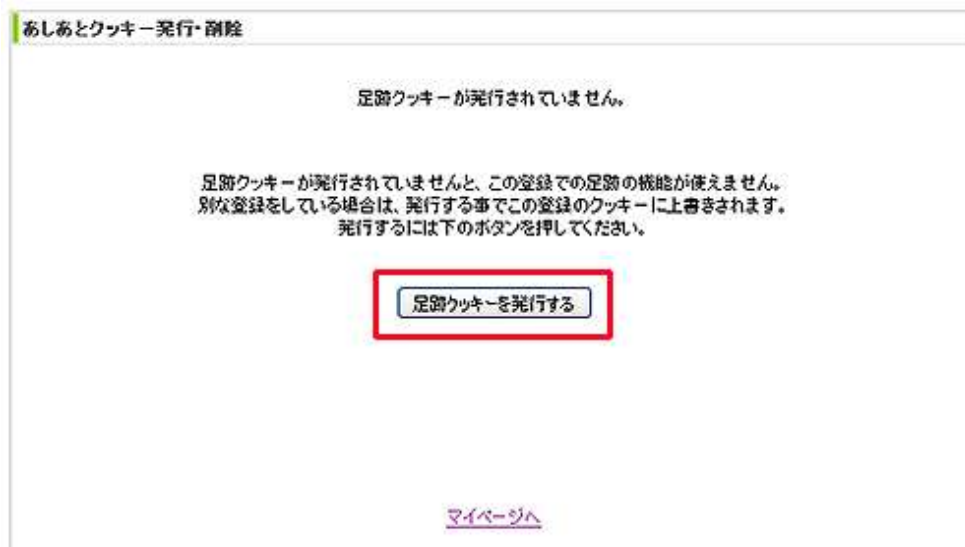 あしあとクッキー発行・削除
足跡クッキーが発行されていません。
足跡クッキーが発行されていませんと、この登録での足跡の機能が使えません。
別な登録をしている場合は、発行する事でこの登録のクッキーに上書きされます。
発行するには下のボタンを押してください。
足跡クッキーを発行する
マイページへ